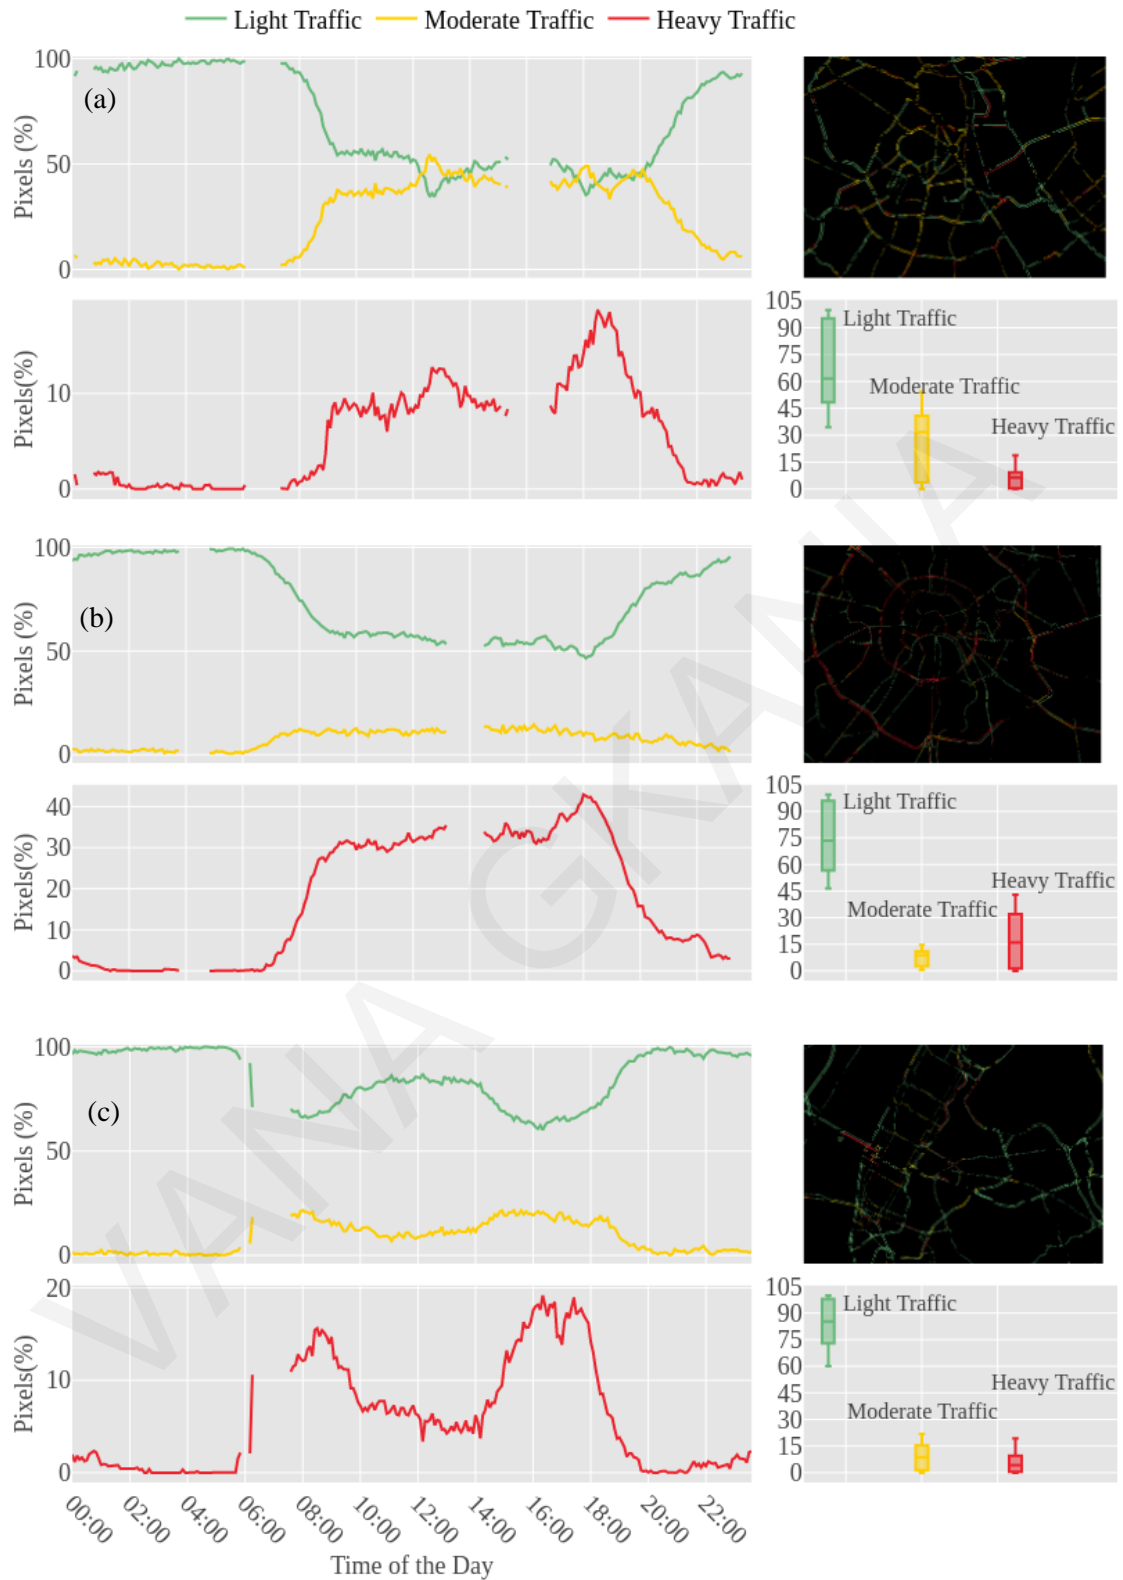 Light Traffic Moderate Traffic Heavy Traffic
(a)
Pixels (%)
100
50
0
Pixels(%)
10
0
105
90
75
60
45
30
15
0
Light Traffic
Moderate Traffic
Heavy Traffic
(b)
Pixels (%)
100
50
0
Pixels(%)
40
30
20
10
0
105
90
75
60
45
30
15
0
Light Traffic
Heavy Traffic
Moderate Traffic
(c)
Pixels (%)
100
50
0
Pixels(%)
20
10
0
105
90
75
60
45
30
15
0
Light Traffic
Heavy Traffic
Moderate Traffic
00:00 02:00 04:00 06:00 08:00 10:00 12:00 14:00 16:00 18:00 20:00 22:00
Time of the Day
VANA GKANIA